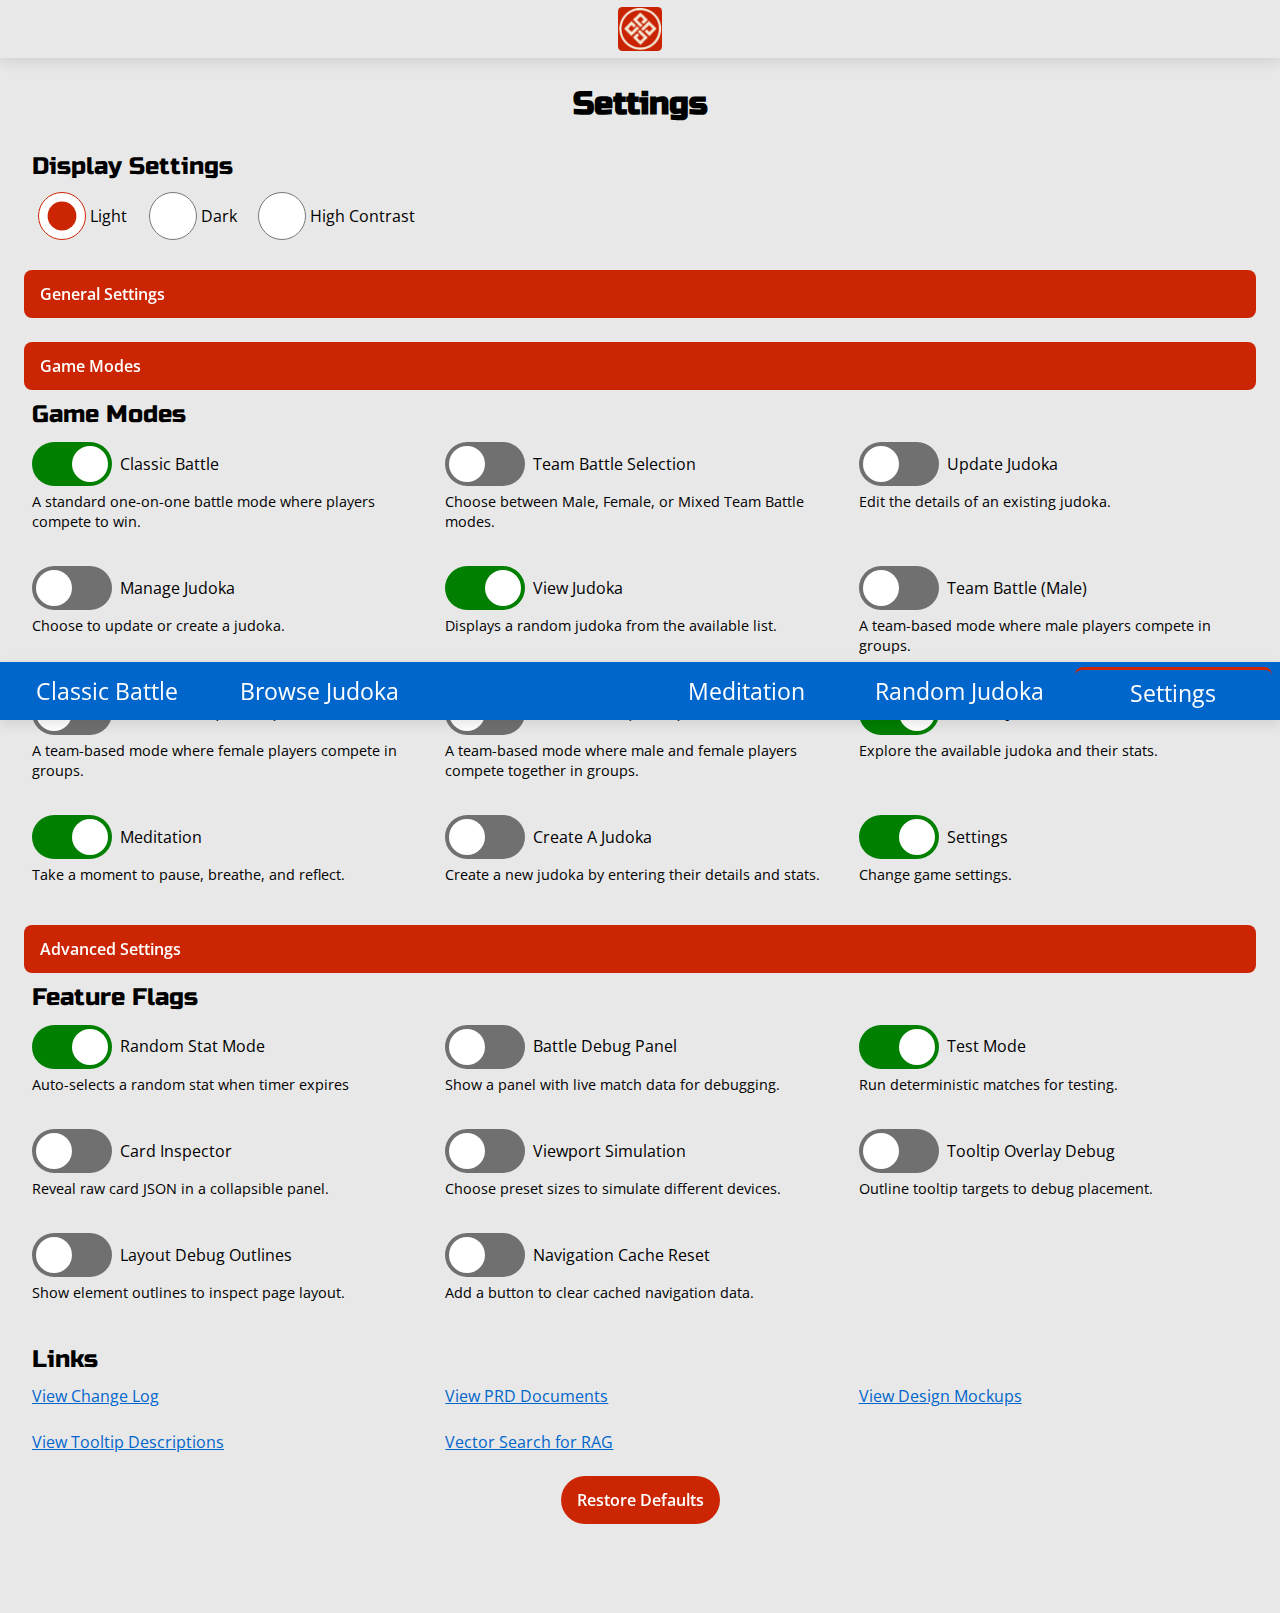 Settings
Display Settings
Light Dark High Contrast
General Settings
Game Modes
Game Modes
Classic Battle Team Battle Selection Update Judoka
A standard one-on-one battle mode where players Choose between Male, Female, or Mixed Team Battle Edit the details of an existing judoka.
compete to win. modes.
Manage Judoka View Judoka Team Battle (Male)
Choose to update or create a judoka. Displays a random judoka from the available list. A team-based mode where male players compete in
groups.
Classic Battle Browse Judoka Meditation Random Judoka Settings
A team-based mode where female players compete in A team-based mode where male and female players Explore the available judoka and their stats.
groups. compete together in groups.
Meditation Create A Judoka Settings
Take a moment to pause, breathe, and reflect. Create a new judoka by entering their details and stats. Change game settings.
Advanced Settings
Feature Flags
Random Stat Mode Battle Debug Panel Test Mode
Auto-selects a random stat when timer expires Show a panel with live match data for debugging. Run deterministic matches for testing.
Card Inspector Viewport Simulation Tooltip Overlay Debug
Reveal raw card JSON in a collapsible panel. Choose preset sizes to simulate different devices. Outline tooltip targets to debug placement.
Layout Debug Outlines Navigation Cache Reset
Show element outlines to inspect page layout. Add a button to clear cached navigation data.
Links
View Change Log View PRD Documents View Design Mockups
View Tooltip Descriptions Vector Search for RAG
Restore Defaults